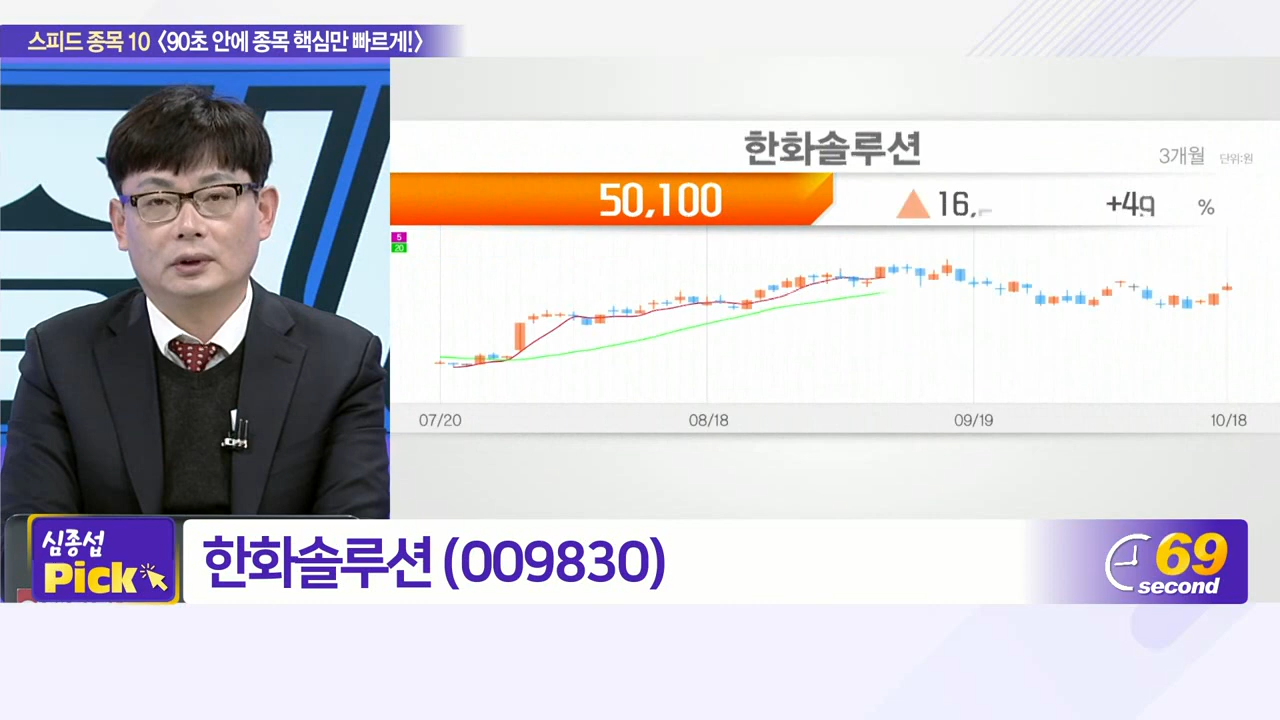 스피드 종목 10 <90초 안에 종목 핵심만 빠르게!>
한화솔루션
3개월 단위:원
50,100 ▲ 16, +49 %
5
20
07/20 08/18 09/19 10/18
심종섭
Pick
한화솔루션 (009830)
69
second